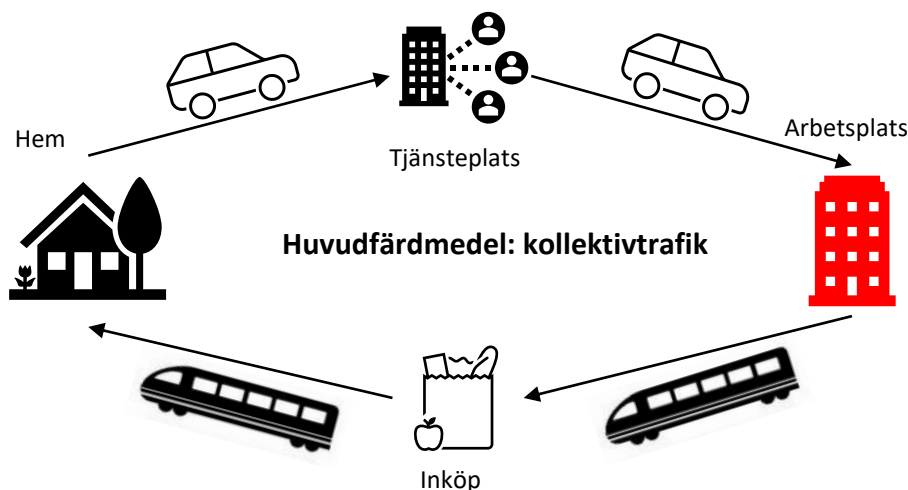 Hem
Tjänsteplats
Arbetsplats
Huvudfärdmedel: kollektivtrafik
Inköp